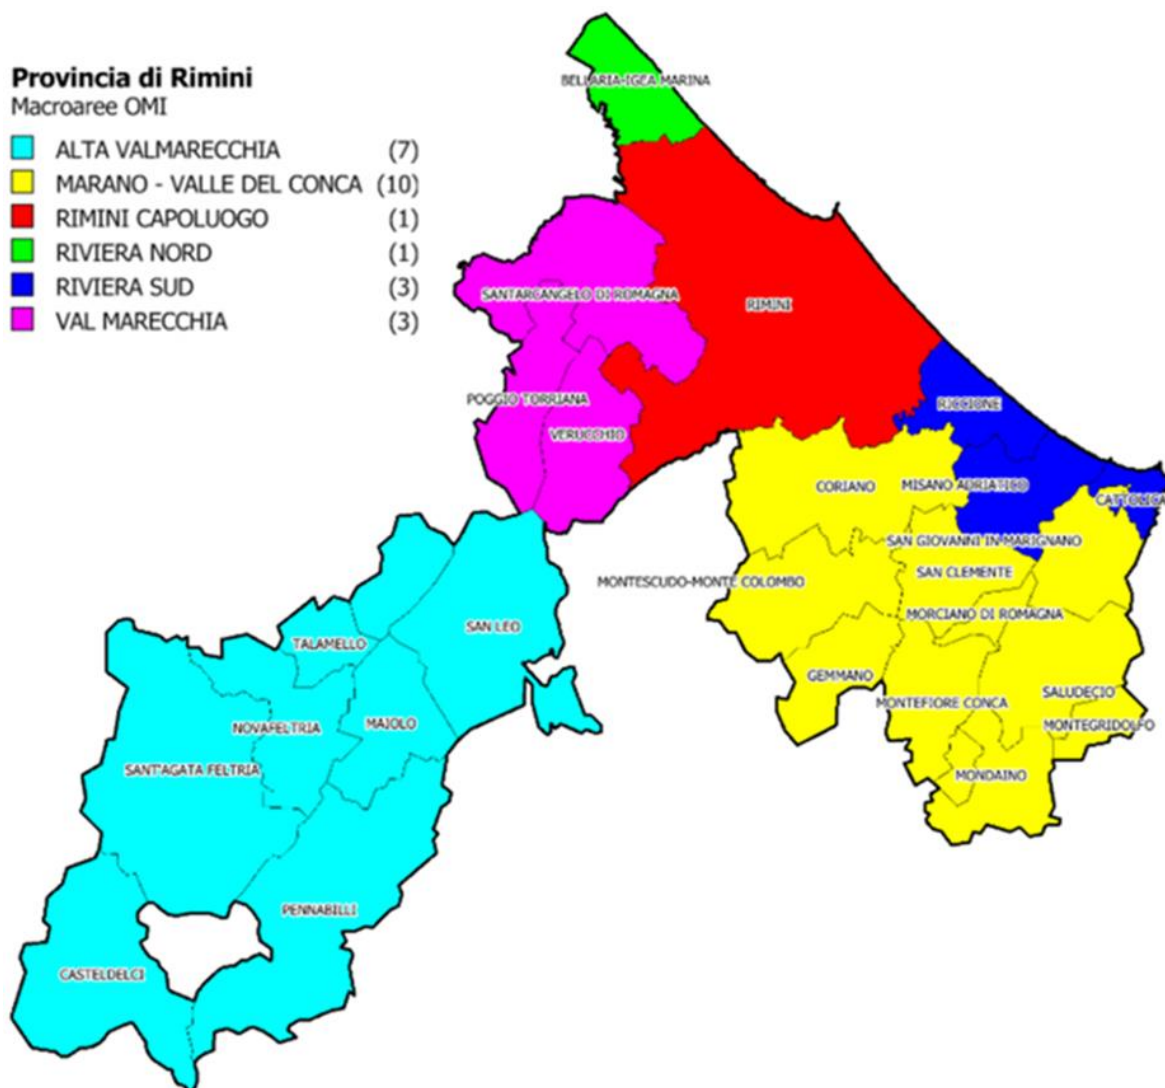 Provincia di Rimini
Macroaree OMI
ALTA VALMARECCHIA (7)
MARANO - VALLE DEL CONCA (10)
RIMINI CAPOLUOGO (1)
RIVIERA NORD (1)
RIVIERA SUD (3)
VAL MARECCHIA (3)
BELLARIA-IGEA MARINA
SANTARCANGELO DI ROMAGNA
RIMINI
POGGIO TORRIANA
RICCIONE
VERUCCHIO
CORIANO
MISANO ADRIATICO
CATTOLICA
SAN GIOVANNI IN MARIGNANO
MONTESCUDO-MONTE COLOMBO
SAN CLEMENTE
MORCIANO DI ROMAGNA
SAN LEO
TALAMELLO
GEMMANO
SALUDECIO
MONTEFIORE CONCA
NOVAFELTRIA
MAIOLO
MONTEGRIDOLFO
SANT'AGATA FELTRIA
MONDAINO
PENNABILLI
CASTELDELCI